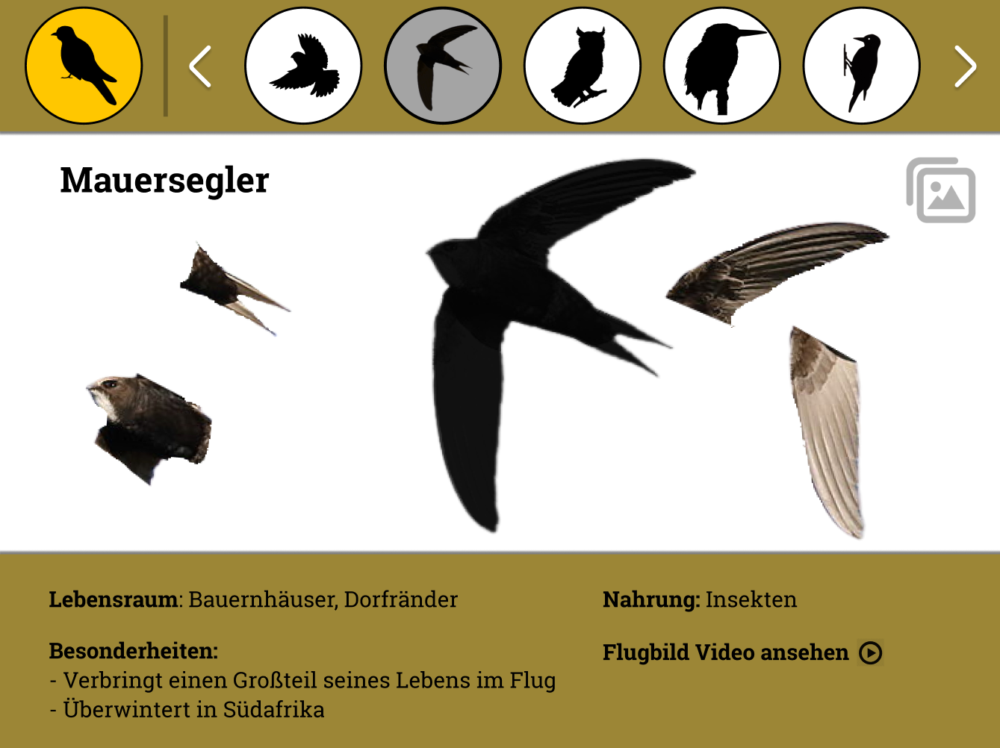 Mauersegler
Lebensraum: Bauernhäuser, Dorfränder
Besonderheiten:
- Verbringt einen Großteil seines Lebens im Flug
- Überwintert in Südafrika
Nahrung: Insekten
Flugbild Video ansehen